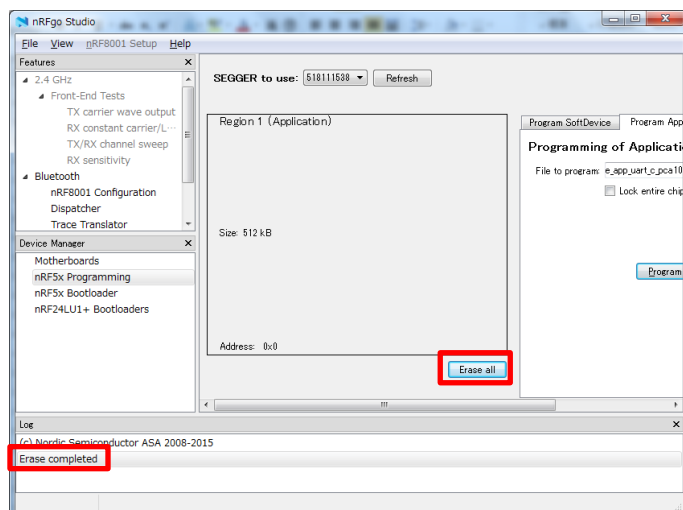 nRFgo Studio
File View nRF8001 Setup Help
Features
2.4 GHz
Front-End Tests
TX carrier wave output
RX constant carrier/L…
TX/RX channel sweep
RX sensitivity
Bluetooth
nRF8001 Configuration
Dispatcher
Trace Translator
Device Manager
Motherboards
nRF5x Programming
nRF5x Bootloader
nRF24LU1+ Bootloaders
SEGGER to use: 518111538 Refresh
Region 1 (Application)
Size: 512 kB
Address: 0x0
Erase all
Program SoftDevice Program App
Programming of Applicati
File to program: e_app_uart_c_pca10
Lock entire chip
Program
Log
(c) Nordic Semiconductor ASA 2008-2015
Erase completed